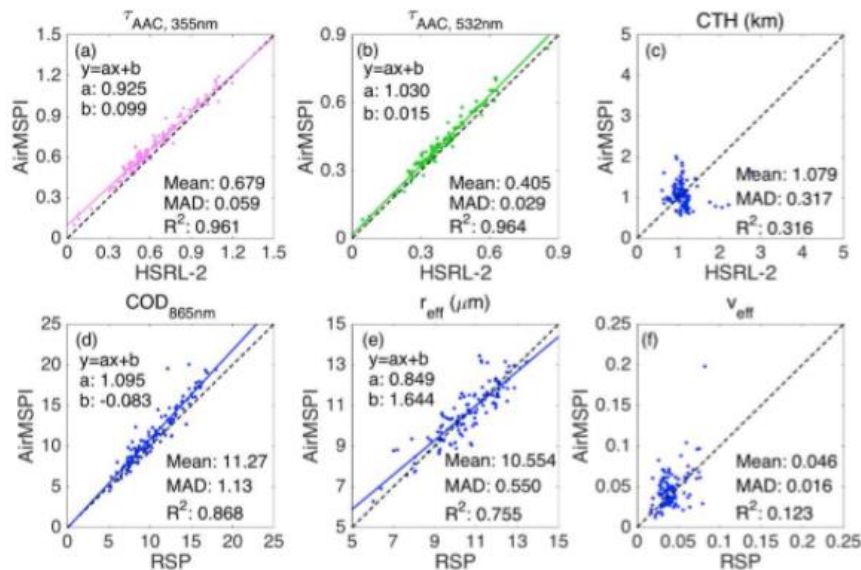 τAAC, 355nm
(a)
y=ax+b
a: 0.925
b: 0.099
Mean: 0.679
MAD: 0.059
R²: 0.961
1.5
1.2
0.9
0.6
0.3
0
0 0.3 0.6 0.9 1.2 1.5
AirMSPI
HSRL-2
τAAC, 532nm
(b)
y=ax+b
a: 1.030
b: 0.015
Mean: 0.405
MAD: 0.029
R²: 0.964
0.9
0.6
0.3
0
0 0.3 0.6 0.9
AirMSPI
HSRL-2
CTH (km)
(c)
Mean: 1.079
MAD: 0.317
R²: 0.316
5
4
3
2
1
0
0 1 2 3 4 5
AirMSPI
HSRL-2
COD865nm
(d)
y=ax+b
a: 1.095
b: -0.083
Mean: 11.27
MAD: 1.13
R²: 0.868
25
20
15
10
5
0
0 5 10 15 20 25
AirMSPI
RSP
reff (μm)
(e)
y=ax+b
a: 0.849
b: 1.644
Mean: 10.554
MAD: 0.550
R²: 0.755
15
13
11
9
7
5
5 7 9 11 13 15
AirMSPI
RSP
veff
(f)
Mean: 0.046
MAD: 0.016
R²: 0.123
0.25
0.2
0.15
0.1
0.05
0
0 0.05 0.1 0.15 0.2 0.25
AirMSPI
RSP